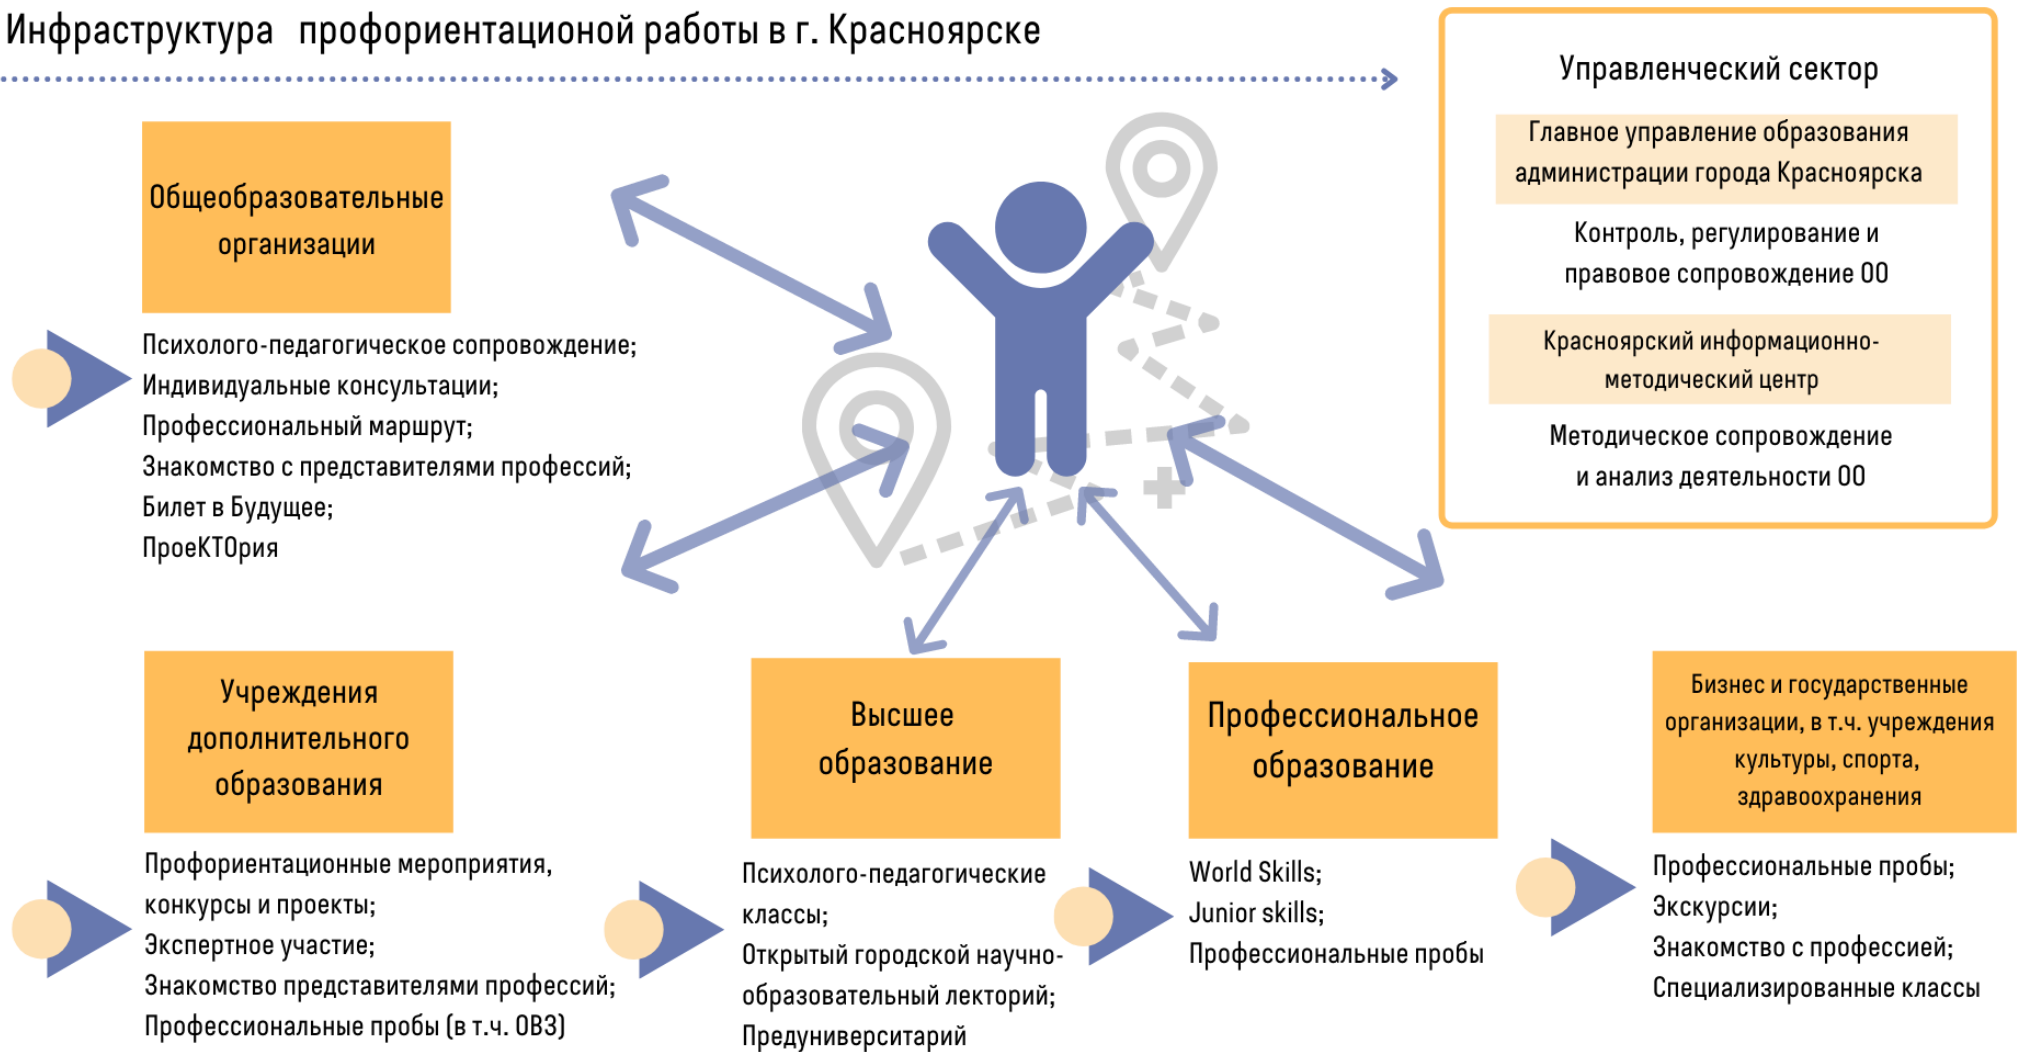 Инфраструктура профориентационой работы в г. Красноярске
Управленческий сектор
Главное управление образования
администрации города Красноярска
Контроль, регулирование и
правовое сопровождение ОО
Красноярский информационно-
методический центр
Методическое сопровождение
и анализ деятельности ОО
Общеобразовательные
организации
Психолого-педагогическое сопровождение;
Индивидуальные консультации;
Профессиональный маршрут;
Знакомство с представителями профессий;
Билет в Будущее;
ПроеКТОрия
Учреждения
дополнительного
образования
Профориентационные мероприятия,
конкурсы и проекты;
Экспертное участие;
Знакомство представителями профессий;
Профессиональные пробы (в т.ч. ОВЗ)
Высшее
образование
Психолого-педагогические
классы;
Открытый городской научно-
образовательный лекторий;
Предуниверситарий
Профессиональное
образование
World Skills;
Junior skills;
Профессиональные пробы
Бизнес и государственные
организации, в т.ч. учреждения
культуры, спорта,
здравоохранения
Профессиональные пробы;
Экскурсии;
Знакомство с профессией;
Специализированные классы